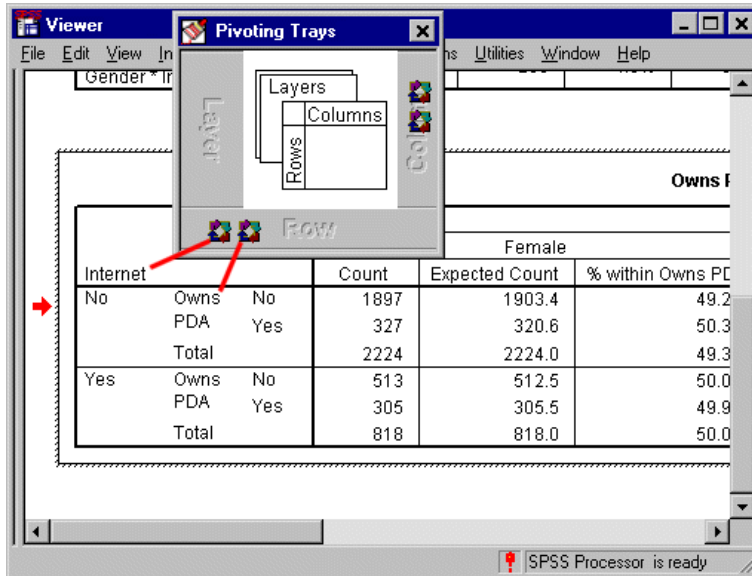 Viewer
Pivoting Trays
File Edit View In ns Utilities Window Help
Gender * In
Layer
Layers
Columns
Rows
Colu
Row
Owns P
Female
Internet Count Expected Count % within Owns PD
No Owns PDA No 1897 1903.4 49.2
Yes 327 320.6 50.3
Total 2224 2224.0 49.3
Yes Owns PDA No 513 512.5 50.0
Yes 305 305.5 49.9
Total 818 818.0 50.0
SPSS Processor is ready